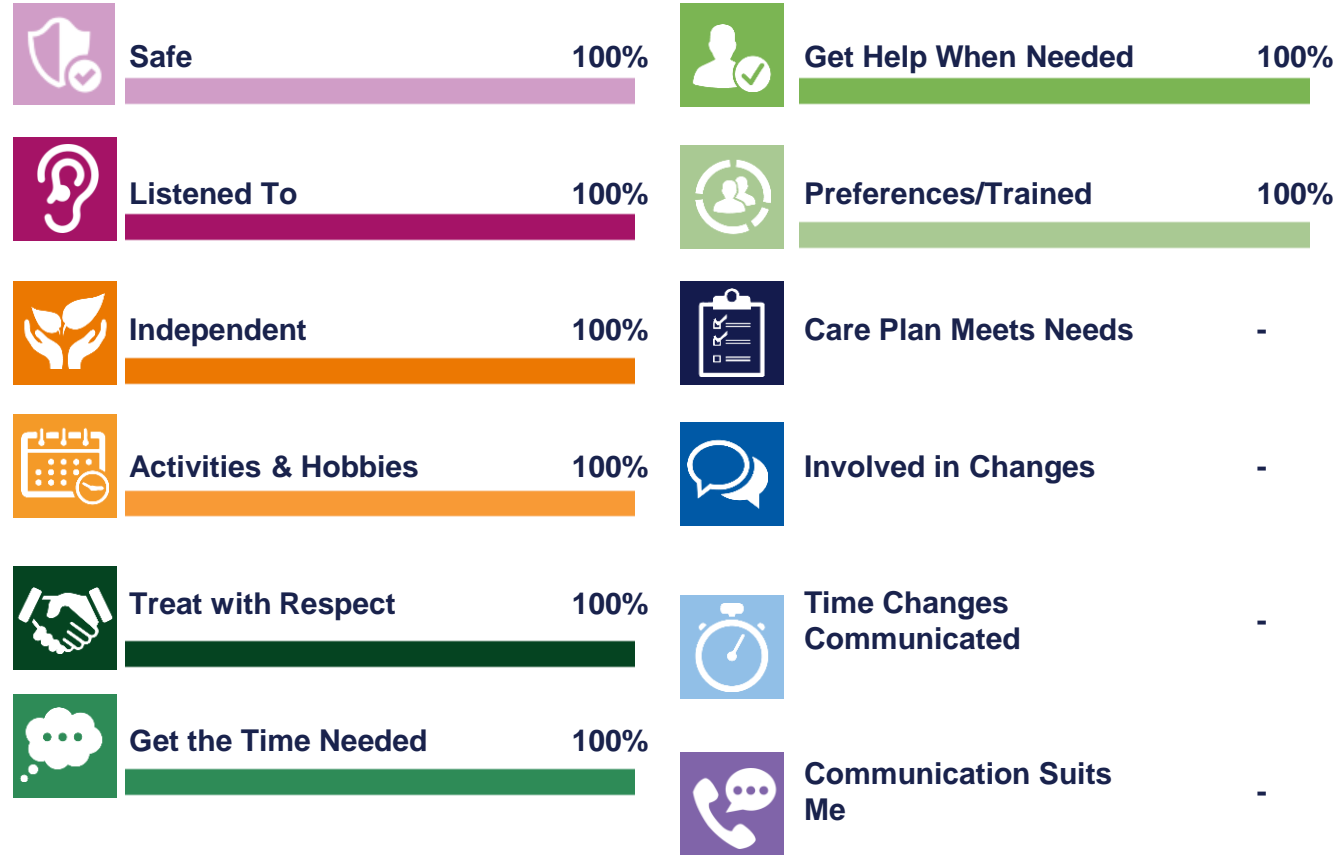 Safe 100%
Listened To 100%
Independent 100%
Activities & Hobbies 100%
Treat with Respect 100%
Get the Time Needed 100%
Get Help When Needed 100%
Preferences/Trained 100%
Care Plan Meets Needs -
Involved in Changes -
Time Changes
Communicated -
Communication Suits
Me -